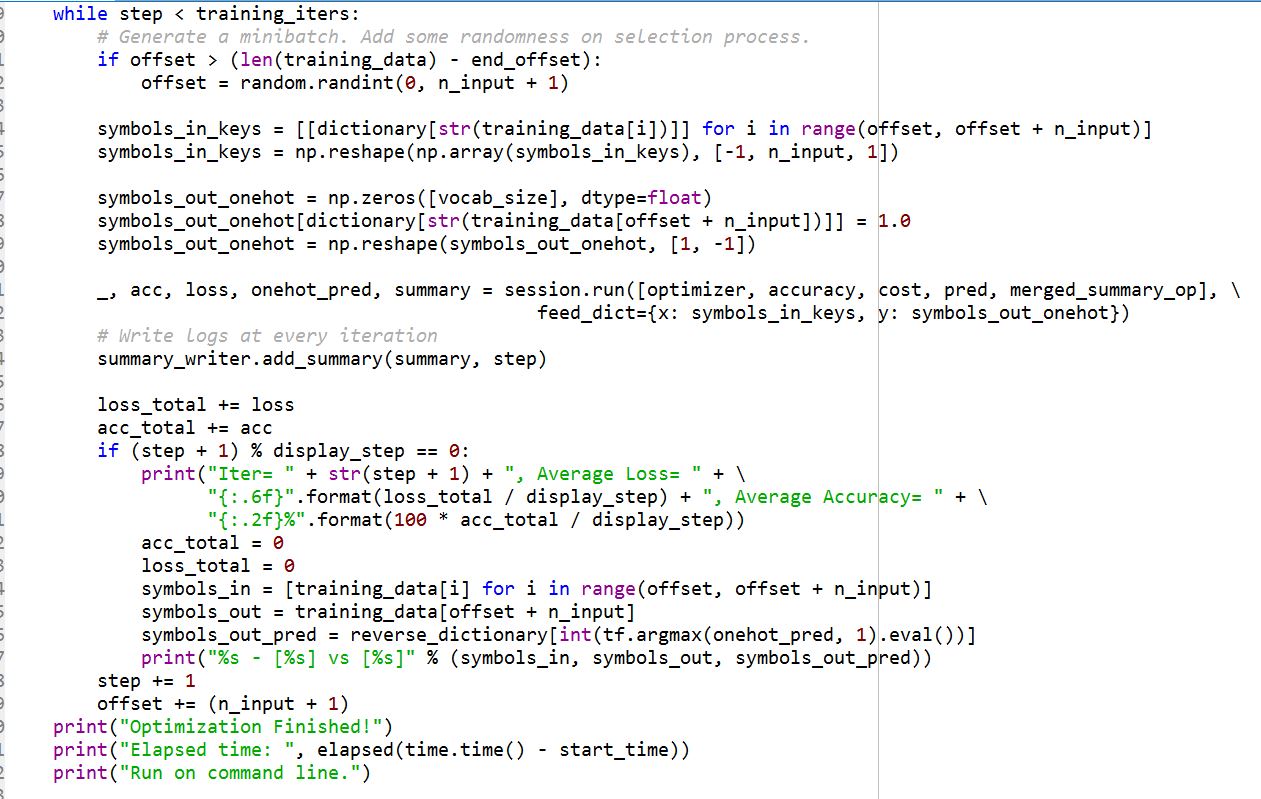 while step < training_iters:
    # Generate a minibatch. Add some randomness on selection process.
    if offset > (len(training_data) - end_offset):
        offset = random.randint(0, n_input + 1)

    symbols_in_keys = [[dictionary[str(training_data[i])]] for i in range(offset, offset + n_input)]
    symbols_in_keys = np.reshape(np.array(symbols_in_keys), [-1, n_input, 1])

    symbols_out_onehot = np.zeros([vocab_size], dtype=float)
    symbols_out_onehot[dictionary[str(training_data[offset + n_input])]] = 1.0
    symbols_out_onehot = np.reshape(symbols_out_onehot, [1, -1])

    _, acc, loss, onehot_pred, summary = session.run([optimizer, accuracy, cost, pred, merged_summary_op], \
                                            feed_dict={x: symbols_in_keys, y: symbols_out_onehot})
    # Write logs at every iteration
    summary_writer.add_summary(summary, step)

    loss_total += loss
    acc_total += acc
    if (step + 1) % display_step == 0:
        print("Iter= " + str(step + 1) + ", Average Loss= " + \
              "{:.6f}".format(loss_total / display_step) + ", Average Accuracy= " + \
              "{:.2f}%".format(100 * acc_total / display_step))
        acc_total = 0
        loss_total = 0
        symbols_in = [training_data[i] for i in range(offset, offset + n_input)]
        symbols_out = training_data[offset + n_input]
        symbols_out_pred = reverse_dictionary[int(tf.argmax(onehot_pred, 1).eval())]
        print("%s - [%s] vs [%s]" % (symbols_in, symbols_out, symbols_out_pred))
    step += 1
    offset += (n_input + 1)
print("Optimization Finished!")
print("Elapsed time: ", elapsed(time.time() - start_time))
print("Run on command line.")